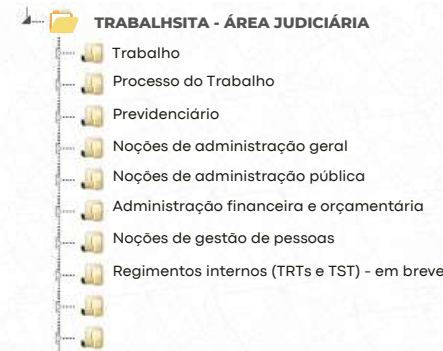 TRABALHSITA - ÁREA JUDICIÁRIA
Trabalho
Processo do Trabalho
Previdenciário
Noções de administração geral
Noções de administração pública
Administração financeira e orçamentária
Noções de gestão de pessoas
Regimentos internos (TRTs e TST) - em breve